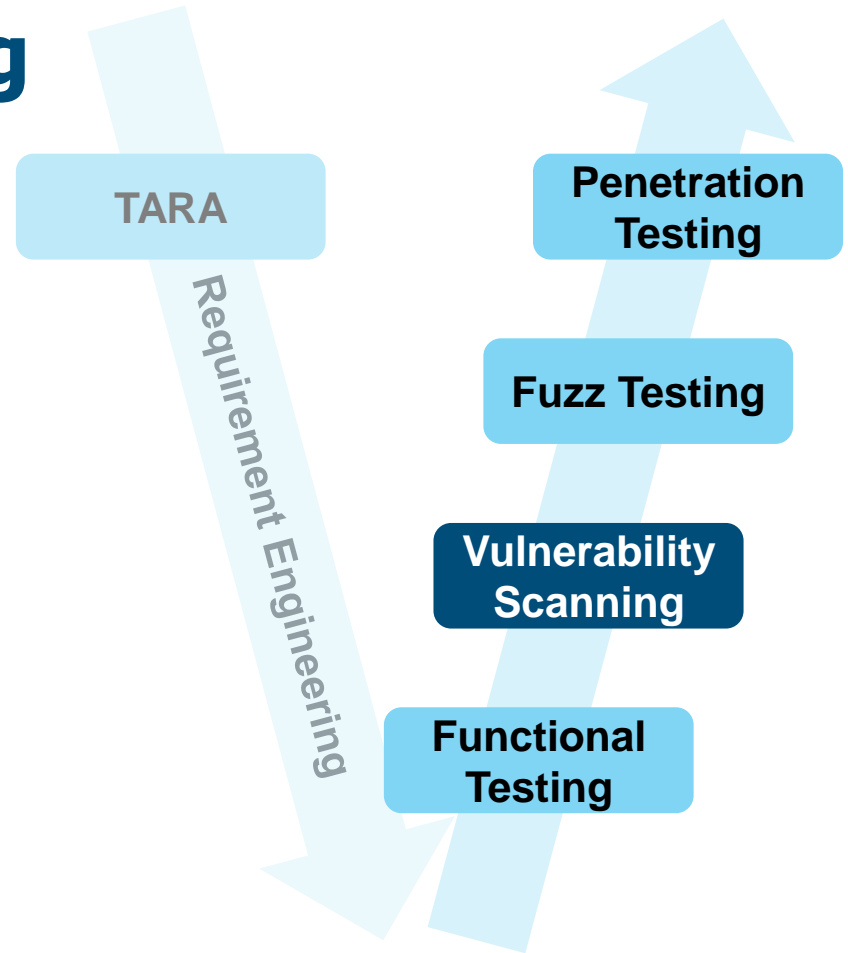 g
TARA
Requirement Engineering
Penetration
Testing
Fuzz Testing
Vulnerability
Scanning
Functional
Testing